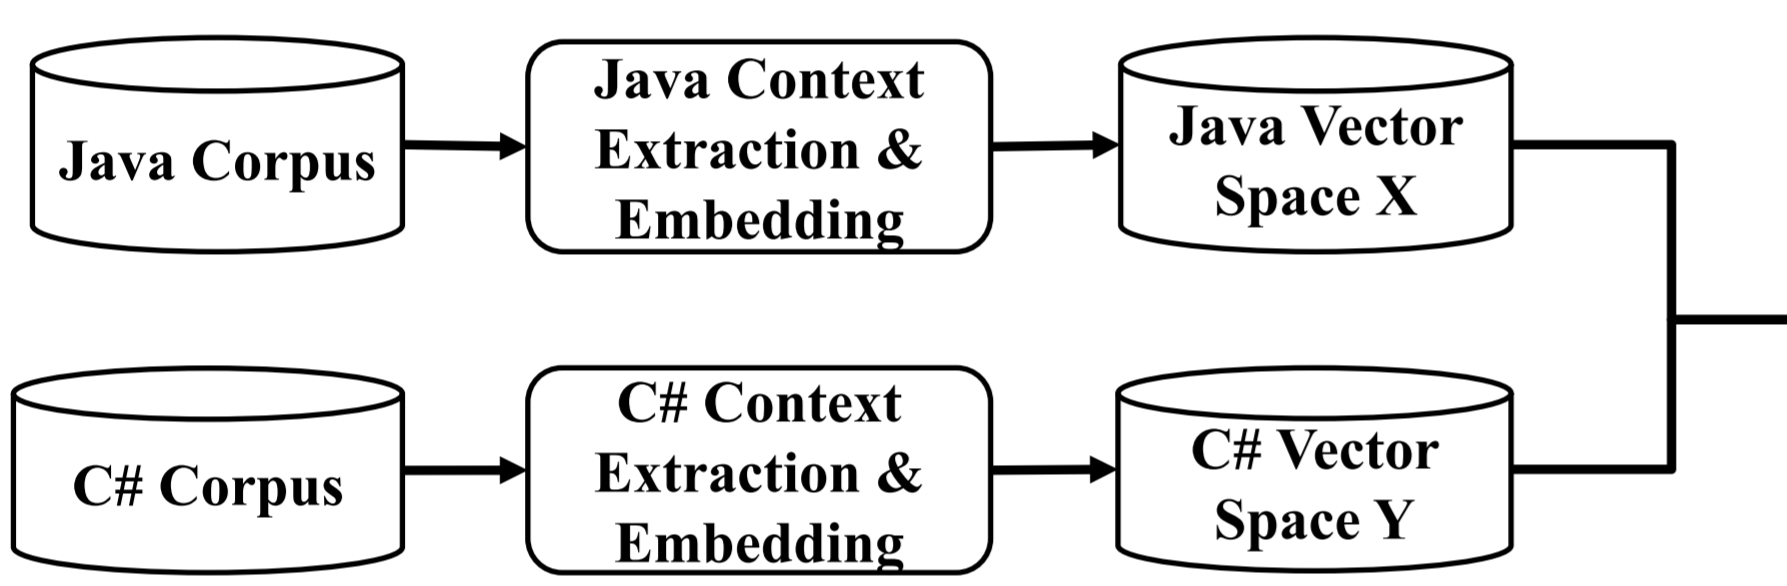 Java Corpus
Java Context
Extraction &
Embedding
Java Vector
Space X
C# Corpus
C# Context
Extraction &
Embedding
C# Vector
Space Y